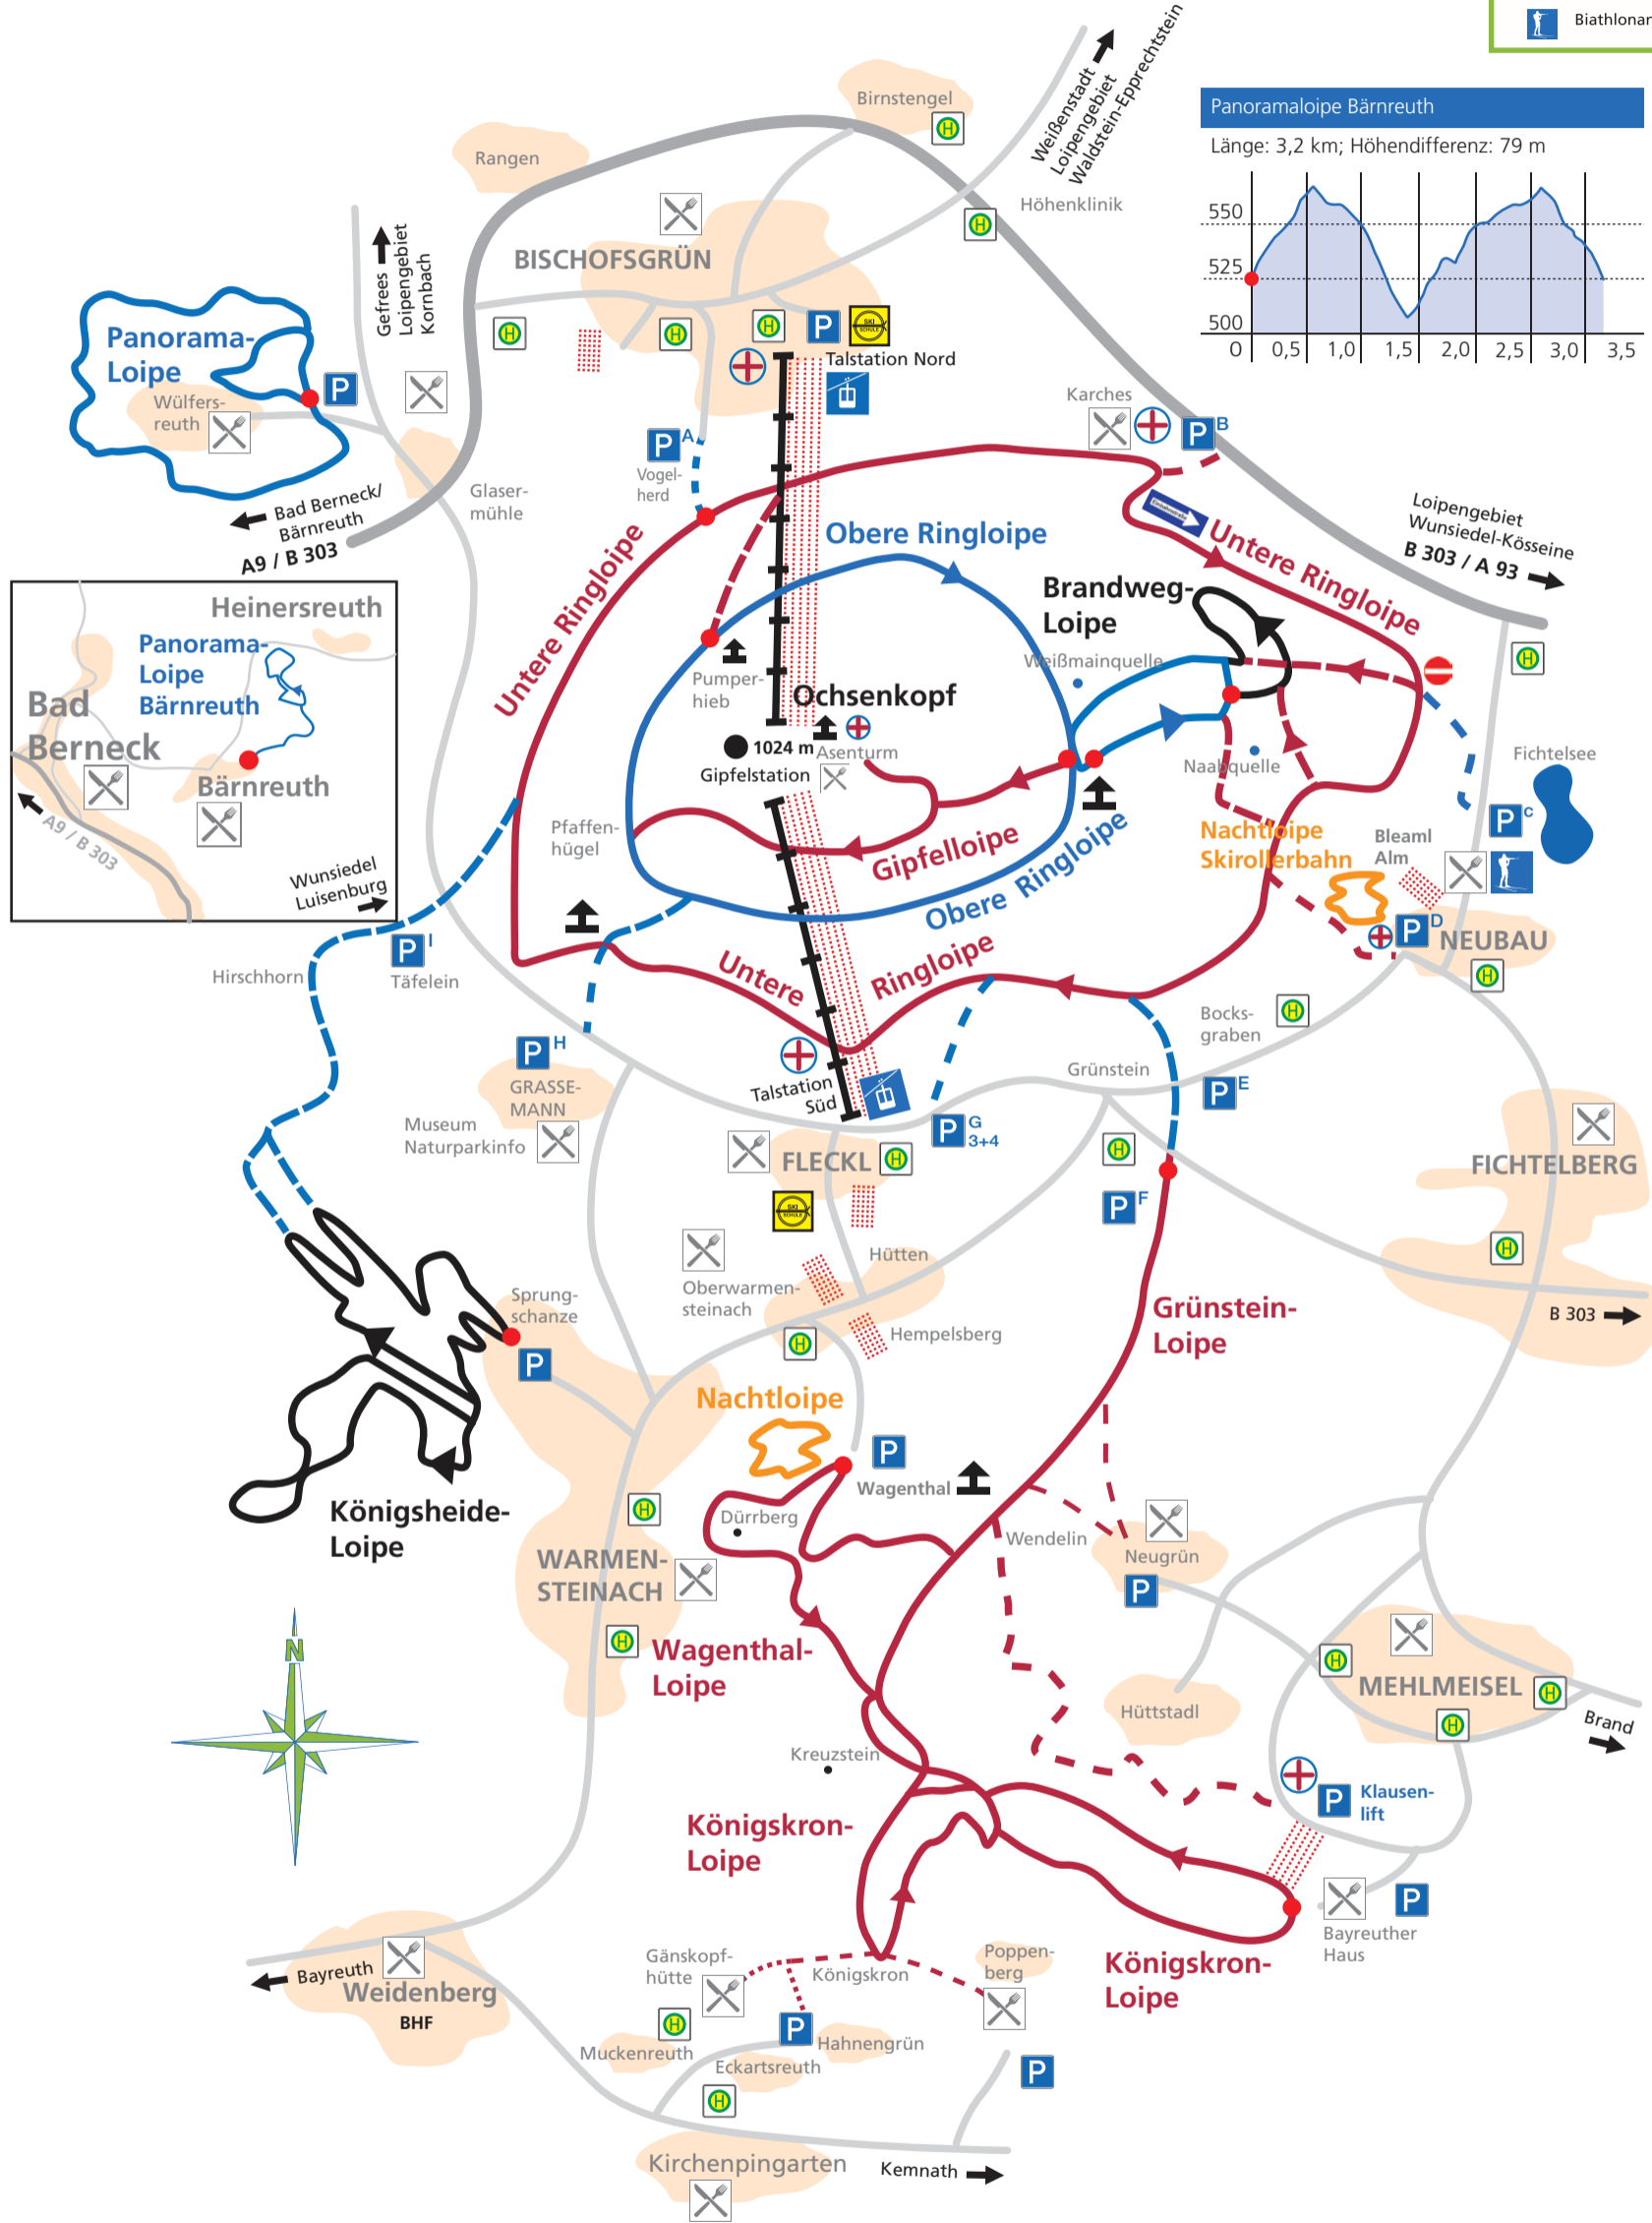 Biathlonar
Weißenstadt
Loipengebiet
Waldstein-Epprechtstein
Birnstengel
H
Rangen
Höhenklinik
H
Panoramaloipe Bärnreuth
Länge: 3,2 km; Höhendifferenz: 79 m
550
525
500
0 0,5 1,0 1,5 2,0 2,5 3,0 3,5
BISCHOFSGRÜN
Gefrees
Loipengebiet
Kornbach
H
H
H
P
SKI
SCHULE
Talstation Nord
Panorama-
Loipe
P
Wülfers-
reuth
Glaser-
mühle
Bad Berneck/
Bärnreuth
A9 / B 303
P A
Vogel-
herd
Karches
P B
Loipengebiet
Wunsiedel-Kösseine
B 303 / A 93
Untere Ringloipe
Obere Ringloipe
Untere Ringloipe
Brandweg-
Loipe
Weißmainquelle
H
Pumper-
hieb
Ochsenkopf
1024 m
Asenturm
Gipfelstation
Naabquelle
Fichtelsee
P C
Heinersreuth
Panorama-
Loipe
Bärnreuth
Bad
Berneck
Bärnreuth
A9 / B 303
Wunsiedel
Luisenburg
Pfaffen-
hügel
Gipfelloipe
Obere Ringloipe
Nachtloipe
Skirollerbahn
Bleaml
Alm
P D
NEUBAU
H
P I
Täfelein
Hirschhorn
Untere Ringloipe
Bocks-
graben
H
P H
GRASSE-
MANN
Museum
Naturparkinfo
Talstation
Süd
Grünstein
P E
P G
3+4
FLECKL
H
SKI
SCHULE
H
P F
FICHTELBERG
H
B 303
Hütten
Oberwarmen-
steinach
H
Hempelsberg
Sprung-
schanze
P
Grünstein-
Loipe
Nachtloipe
P
Wagenthal
Dürrberg
Königsheide-
Loipe
H
WARMEN-
STEINACH
H
Wendelin
Neugrün
P
Wagenthal-
Loipe
H
MEHLMEISEL
H
H
Brand
Hüttstadl
N
Kreuzstein
P
Klausen-
lift
Königskron-
Loipe
P
Bayreuther
Haus
Königskron-
Loipe
Bayreuth
Weidenberg
BHF
Gänskopf-
hütte
Königskron
Poppen-
berg
H
Muckenreuth
P
Hahnengrün
Eckartsreuth
H
P
Kirchenpingarten
Kemnath